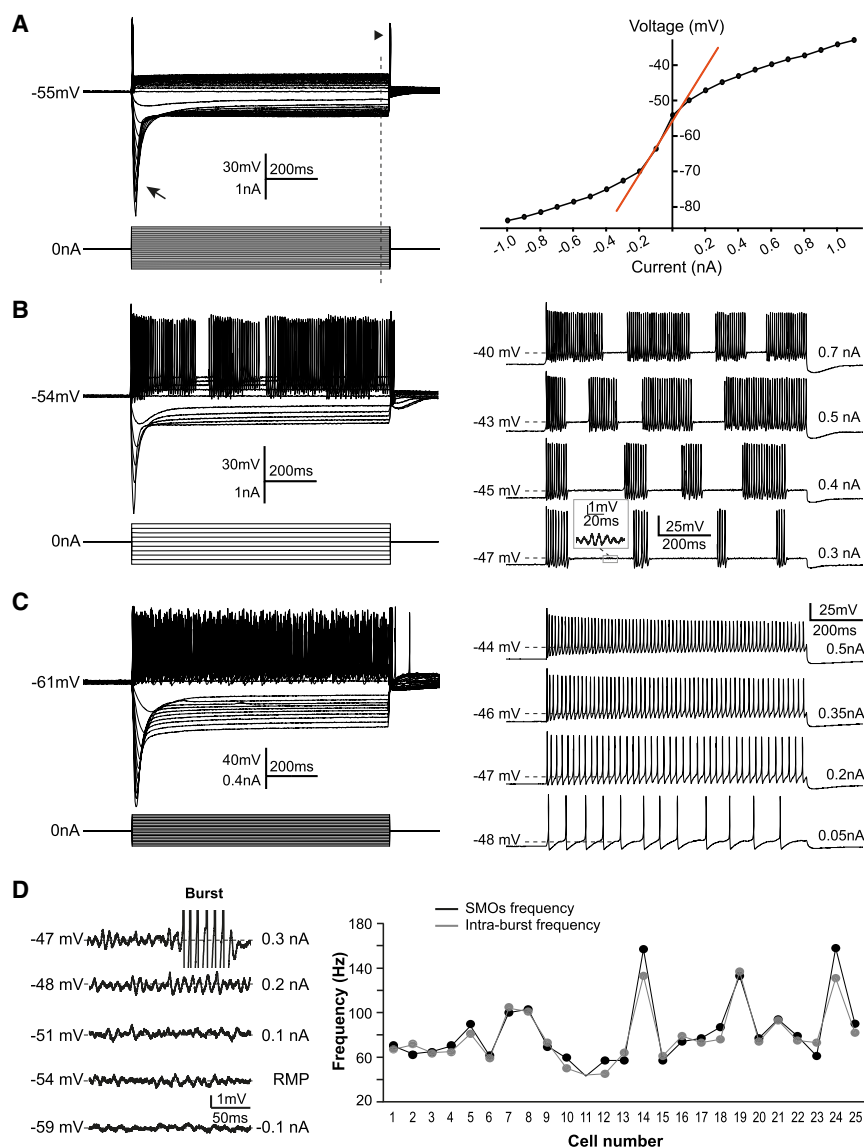 A
-55mV
30mV
1nA
200ms
0nA
Voltage (mV)
-40
-50
-60
-70
-80
-1.0
-0.8
-0.6
-0.4
-0.2
0.2
0.4
0.6
0.8
1.0
Current (nA)
B
-54mV
30mV
1nA
200ms
0nA
-40 mV
0.7 nA
-43 mV
0.5 nA
-45 mV
0.4 nA
1mV
20ms
25mV
200ms
-47 mV
0.3 nA
C
-61mV
40mV
0.4nA
200ms
0nA
25mV
200ms
-44 mV
0.5nA
-46 mV
0.35nA
-47 mV
0.2nA
-48 mV
0.05nA
D
Burst
-47 mV
0.3 nA
-48 mV
0.2 nA
-51 mV
0.1 nA
-54 mV
RMP
1mV
50ms
-59 mV
-0.1 nA
SMOs frequency
Intra-burst frequency
Frequency (Hz)
180
140
100
60
20
1 2 3 4 5 6 7 8 9 10 11 12 13 14 15 16 17 18 19 20 21 22 23 24 25
Cell number